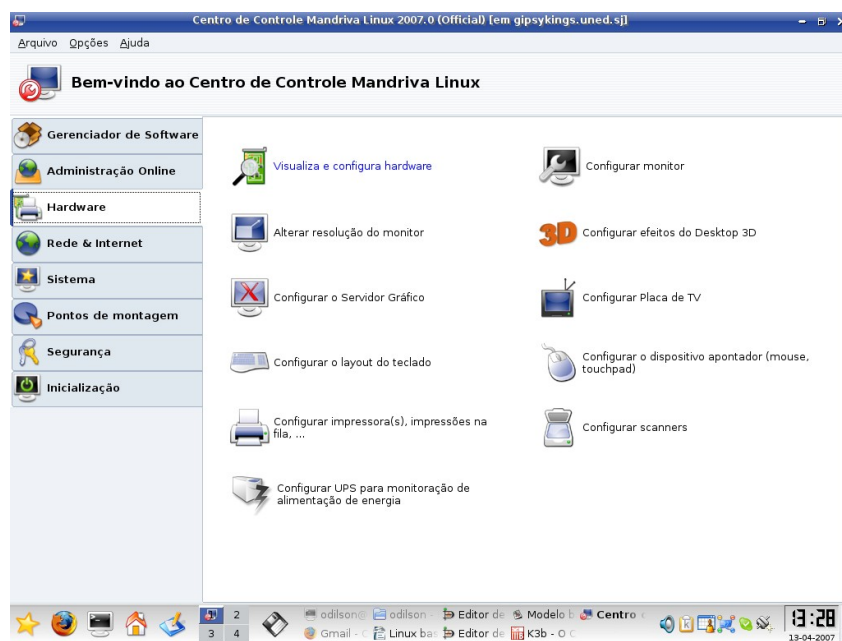 Centro de Controle Mandriva Linux 2007.0 (Official) [em gipsykings.uned.sj]
Arquivo Opções Ajuda
Bem-vindo ao Centro de Controle Mandriva Linux
Gerenciador de Software
Administração Online
Hardware
Rede & Internet
Sistema
Pontos de montagem
Segurança
Inicialização
Visualiza e configura hardware
Configurar monitor
Alterar resolução do monitor
3D
Configurar efeitos do Desktop 3D
Configurar o Servidor Gráfico
Configurar Placa de TV
Configurar o layout do teclado
Configurar o dispositivo apontador (mouse,
touchpad)
Configurar impressora(s), impressões na
fila, ...
Configurar scanners
Configurar UPS para monitoração de
alimentação de energia
2
3 4
odilson odilson - Editor de Modelo b Centro
Gmail - Linux bas Editor de K3b - O
13:28
13-04-2007